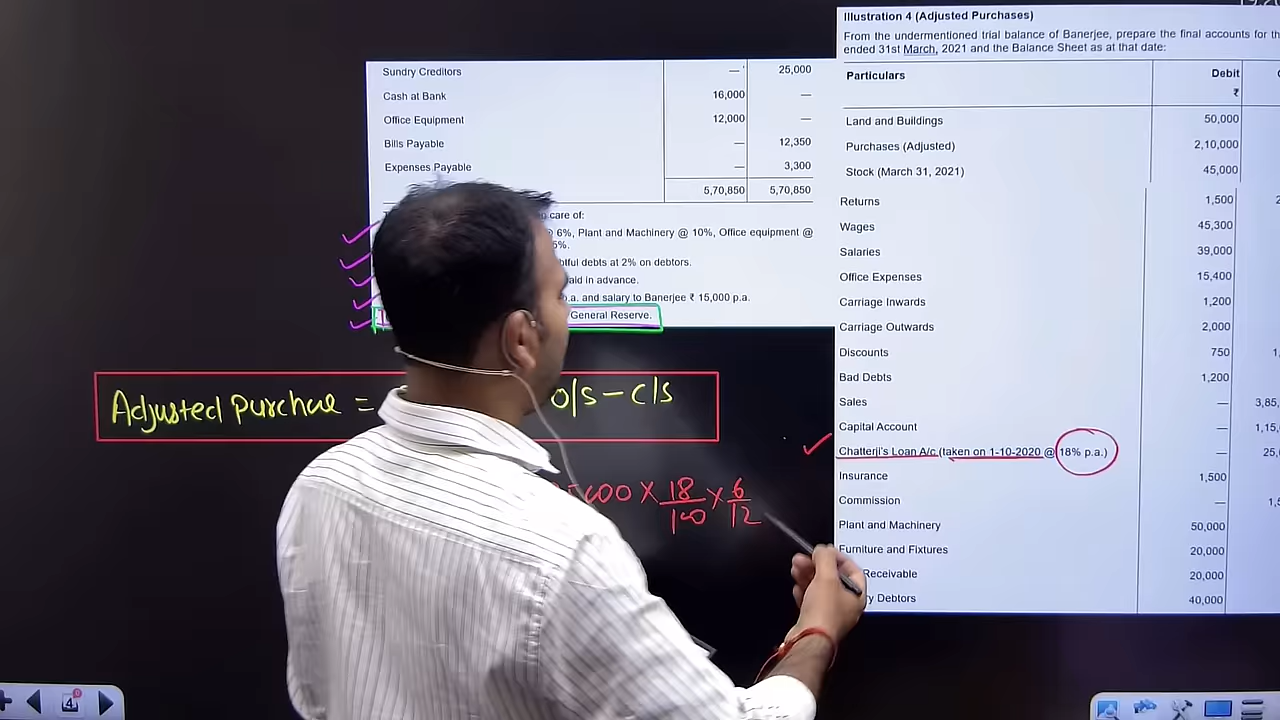 Sundry Creditors — 25,000
Cash at Bank 16,000 —
Office Equipment 12,000 —
Bills Payable — 12,350
Expenses Payable — 3,300
5,70,850 5,70,850
care of:
6%, Plant and Machinery @ 10%, Office equipment @
5%.
debts at 2% on debtors.
in advance.
p.a. and salary to Banerjee ₹ 15,000 p.a.
General Reserve.
Adjusted Purchase = O/S – C/S
× 18/100 × 6/12
4
Illustration 4 (Adjusted Purchases)
From the undermentioned trial balance of Banerjee, prepare the final accounts for
ended 31st March, 2021 and the Balance Sheet as at that date:
Particulars Debit
₹
Land and Buildings 50,000
Purchases (Adjusted) 2,10,000
Stock (March 31, 2021) 45,000
Returns 1,500
Wages 45,300
Salaries 39,000
Office Expenses 15,400
Carriage Inwards 1,200
Carriage Outwards 2,000
Discounts 750
Bad Debts 1,200
Sales — 3,85,
Capital Account — 1,15,
Chatterji's Loan A/c (taken on 1-10-2020 @ 18% p.a.) — 25,
Insurance 1,500
Commission —
Plant and Machinery 50,000
Furniture and Fixtures 20,000
Receivable 20,000
Debtors 40,000